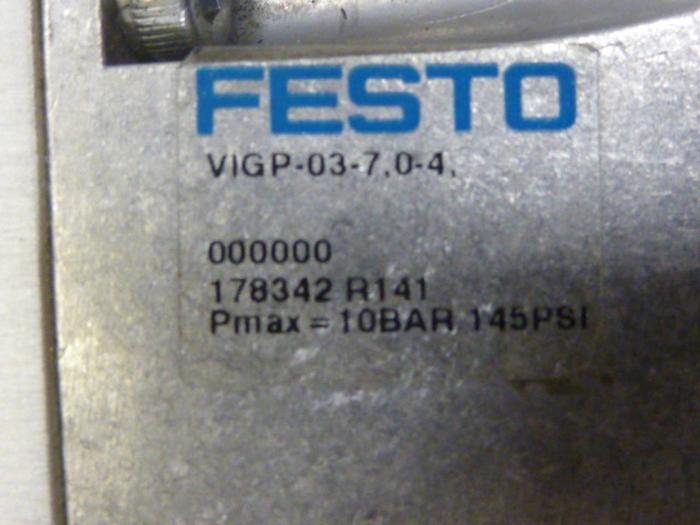 FESTO
VIGP-03-7,0-4,
000000
178342 R141
Pmax = 10BAR 145PSI